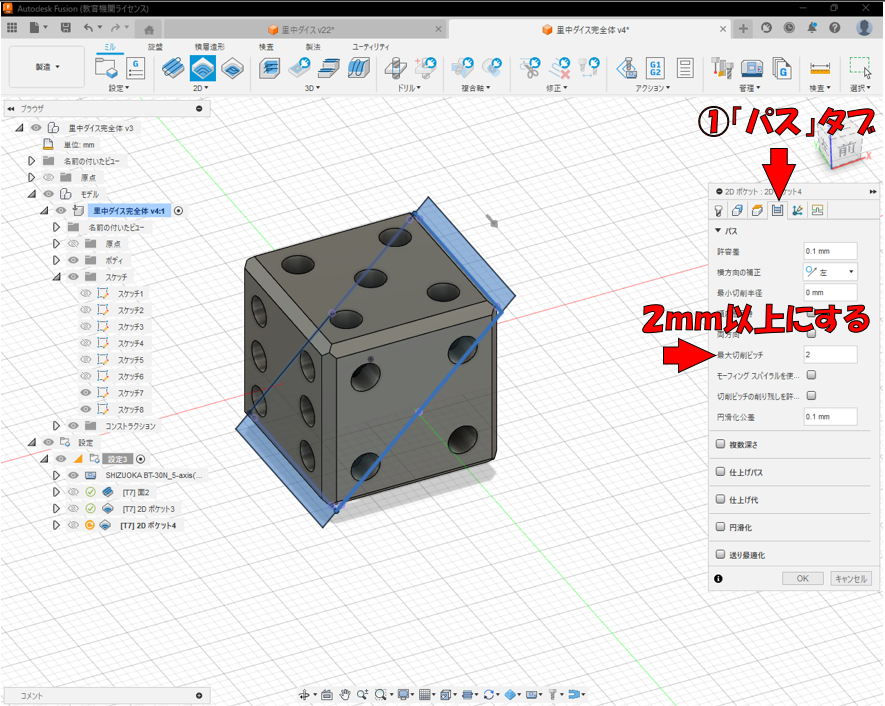 Autodesk Fusion (教育機関ライセンス)
里中ダイス v22*
里中ダイス完全体 v4*
ミル
旋盤
積層造形
検査
製法
ユーティリティ
製造
設定
2D
3D
ドリル
複合軸
修正
G1
G2
アクション
管理
検査
選択
①「パス」タブ
前
X
ブラウザ
里中ダイス完全体 v3
単位: mm
名前の付いたビュー
原点
モデル
里中ダイス完全体 v4:1
名前の付いたビュー
原点
ボディ
スケッチ
スケッチ1
スケッチ2
スケッチ3
スケッチ4
スケッチ5
スケッチ6
スケッチ7
スケッチ8
コンストラクション
設定
設定3
SHIZUOKA BT-30N_5-axis(...
[T7] 面2
[T7] 2D ポケット3
[T7] 2D ポケット4
2D ポケット : 2D
ット4
パス
許容差
0.1 mm
横方向の補正
左
最小切削半径
0 mm
2mm以上にする
両方向
最大切削ピッチ
2
モーフィング スパイラルを使...
切削ピッチの削り残しを許...
円滑化公差
0.1 mm
複数深さ
仕上げパス
仕上げ代
円滑化
送り最適化
OK
キャンセル
コメント